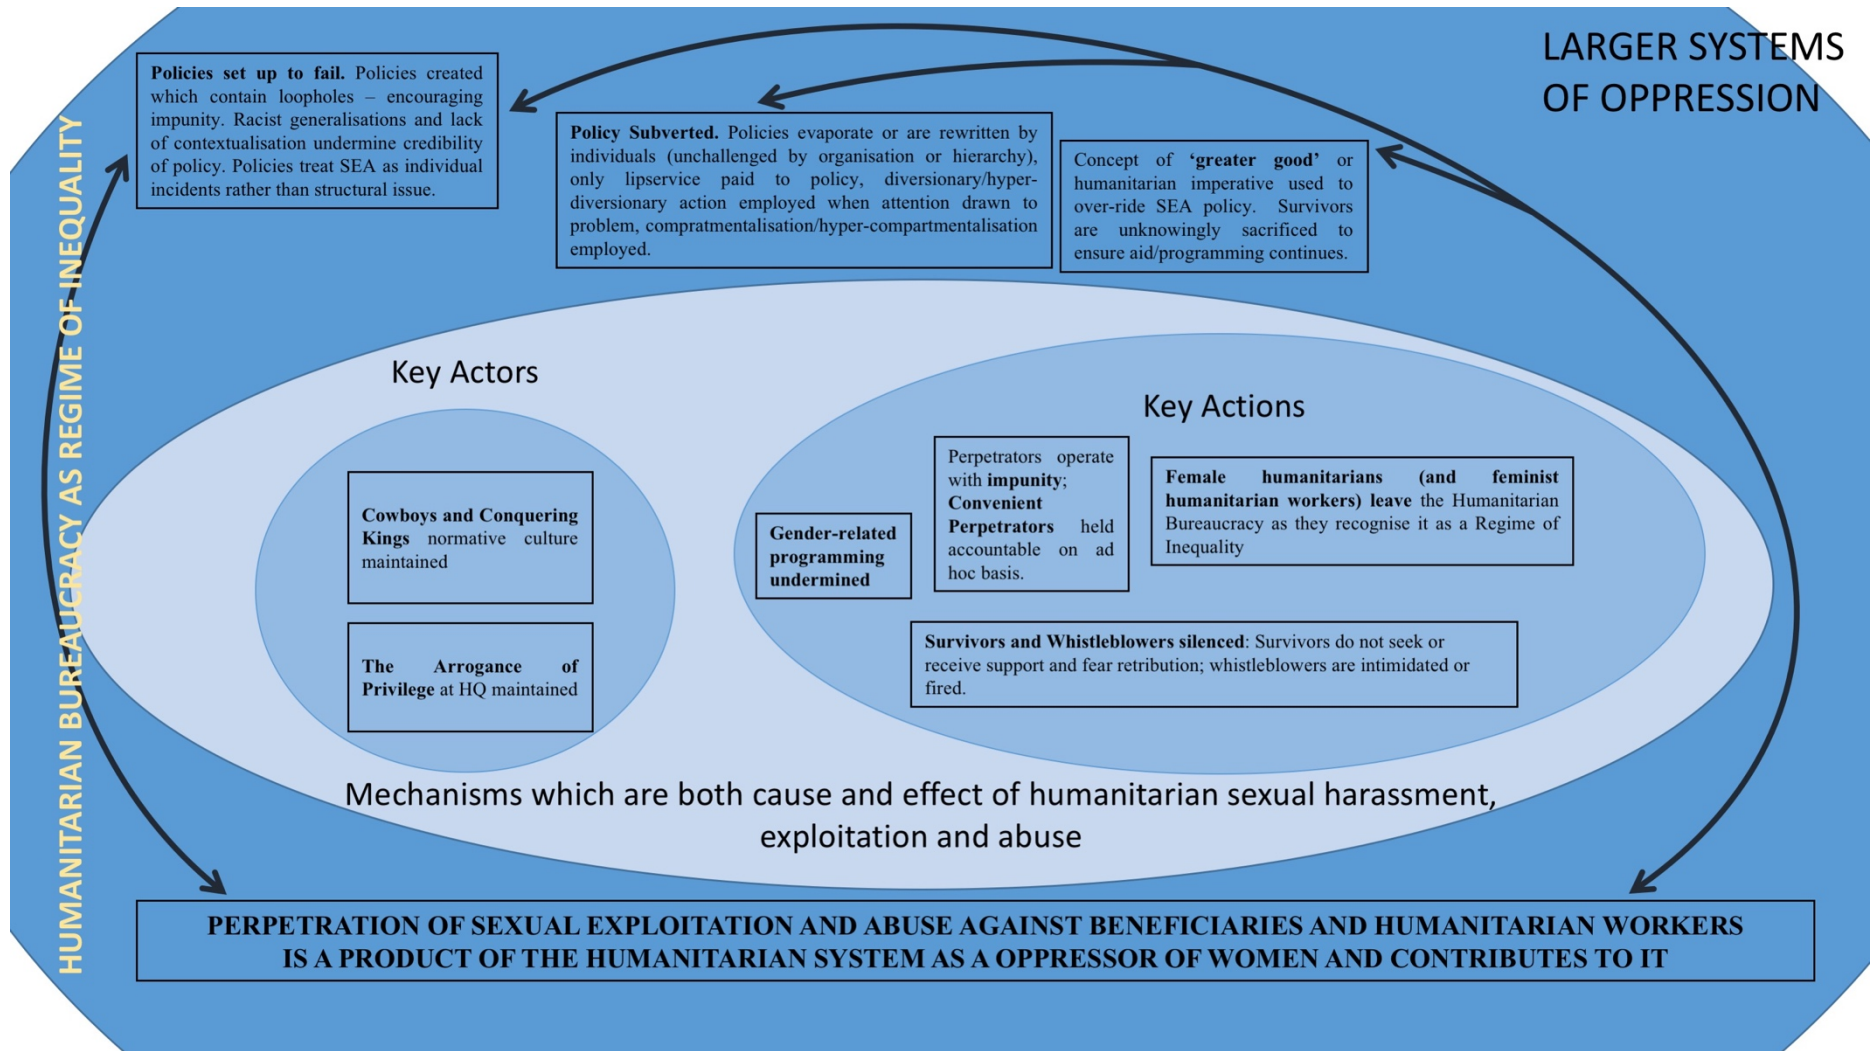 LARGER SYSTEMS
OF OPPRESSION
HUMANITARIAN BUREAUCRACY AS REGIME OF INEQUALITY
Policies set up to fail. Policies created
which contain loopholes – encouraging
impunity. Racist generalisations and lack
of contextualisation undermine credibility
of policy. Policies treat SEA as individual
incidents rather than structural issue.
Policy Subverted. Policies evaporate or are rewritten by
individuals (unchallenged by organisation or hierarchy),
only lipservice paid to policy, diversionary/hyper-
diversionary action employed when attention drawn to
problem, compratmentalisation/hyper-compartmentalisation
employed.
Concept of ‘greater good’ or
humanitarian imperative used to
over-ride SEA policy. Survivors
are unknowingly sacrificed to
ensure aid/programming continues.
Key Actors
Cowboys and Conquering
Kings normative culture
maintained
The Arrogance of
Privilege at HQ maintained
Key Actions
Gender-related
programming
undermined
Perpetrators operate
with impunity;
Convenient
Perpetrators held
accountable on ad
hoc basis.
Female humanitarians (and feminist
humanitarian workers) leave the Humanitarian
Bureaucracy as they recognise it as a Regime of
Inequality
Survivors and Whistleblowers silenced: Survivors do not seek or
receive support and fear retribution; whistleblowers are intimidated or
fired.
Mechanisms which are both cause and effect of humanitarian sexual harassment,
exploitation and abuse
PERPETRATION OF SEXUAL EXPLOITATION AND ABUSE AGAINST BENEFICIARIES AND HUMANITARIAN WORKERS
IS A PRODUCT OF THE HUMANITARIAN SYSTEM AS A OPPRESSOR OF WOMEN AND CONTRIBUTES TO IT